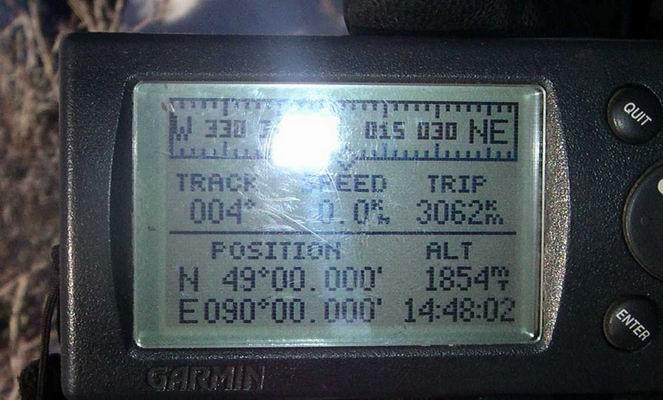 W 330 015 030 NE
TRACK SPEED TRIP
004° 0.0 3062
POSITION ALT
N 49°00.000' 1854
E 090°00.000' 14:48:02
GARMIN
QUIT
ENTER